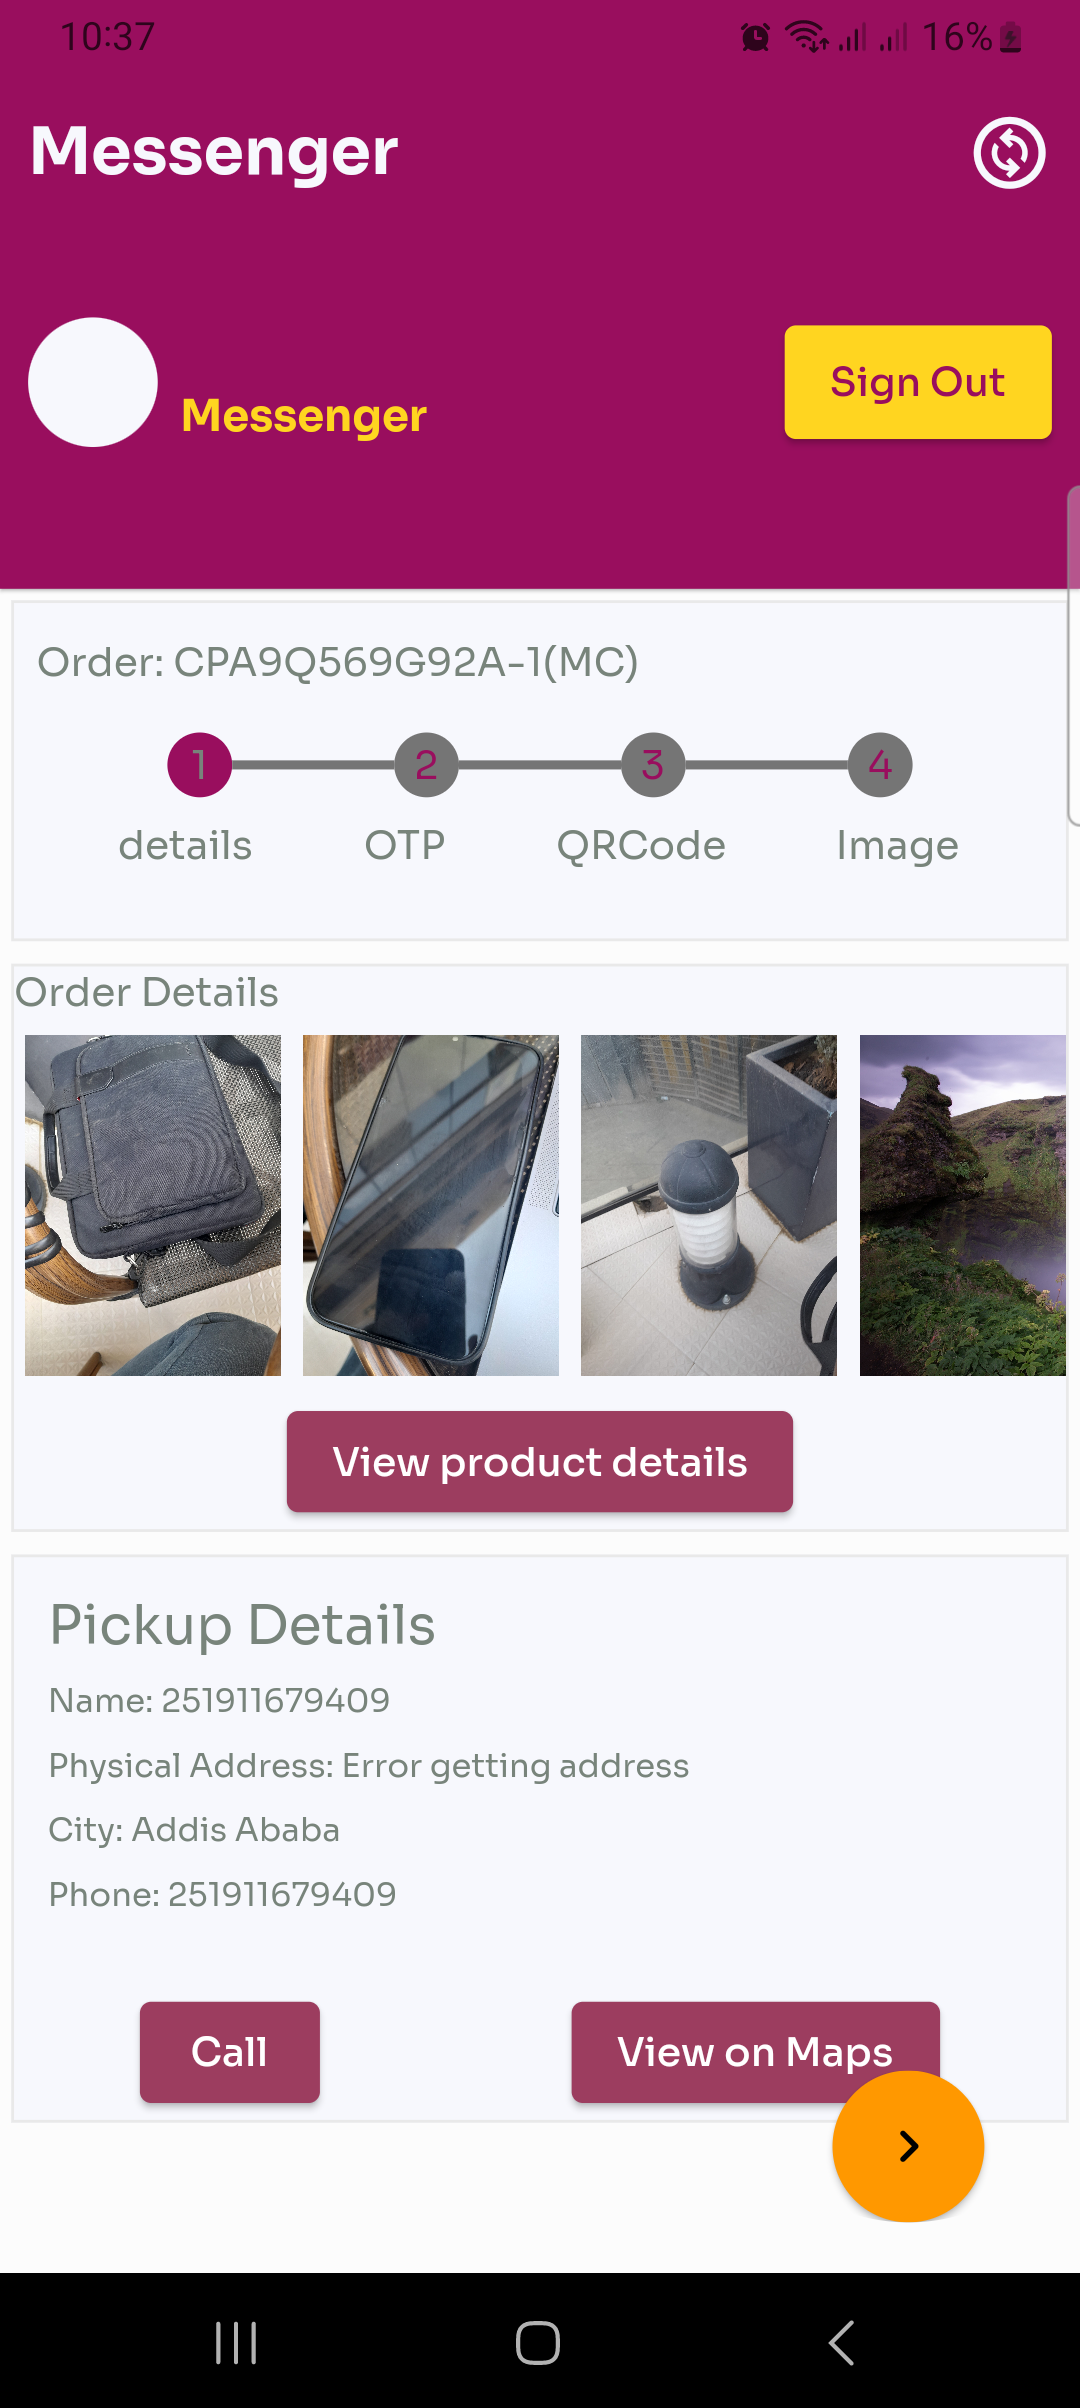 10:37
16%
Messenger
Messenger
Sign Out
Order: CPA9Q569G92A-1(MC)
1 2 3 4
details OTP QRCode Image
Order Details
View product details
Pickup Details
Name: 251911679409
Physical Address: Error getting address
City: Addis Ababa
Phone: 251911679409
Call View on Maps